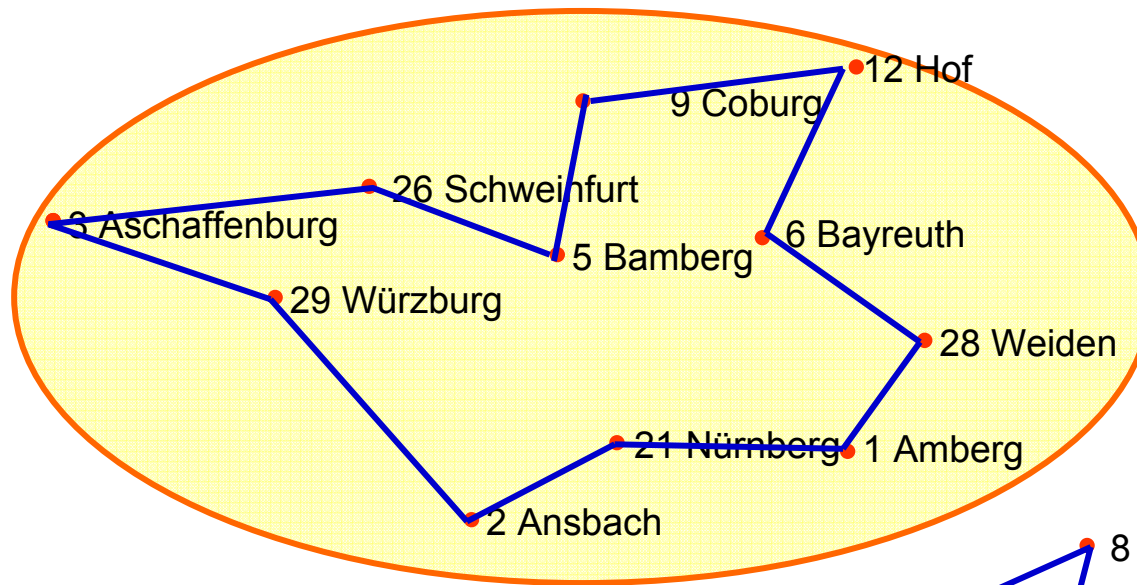 12 Hof
9 Coburg
26 Schweinfurt
3 Aschaffenburg
6 Bayreuth
5 Bamberg
29 Würzburg
28 Weiden
21 Nürnberg
1 Amberg
2 Ansbach
8